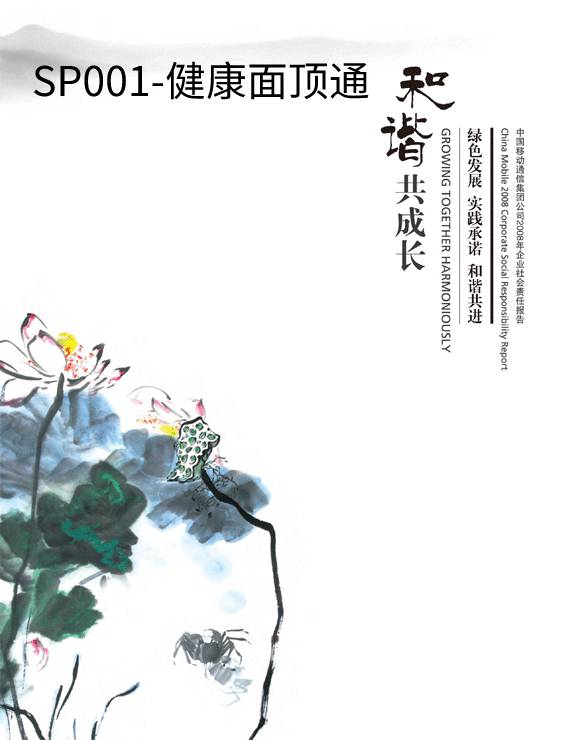 SP001-健康面顶通
和谐
共成长
GROWING TOGETHER HARMONIOUSLY
绿色发展 实践承诺 和谐共进
中国移动通信集团公司2008年企业社会责任报告
China Mobile 2008 Corporate Social Responsibility Report